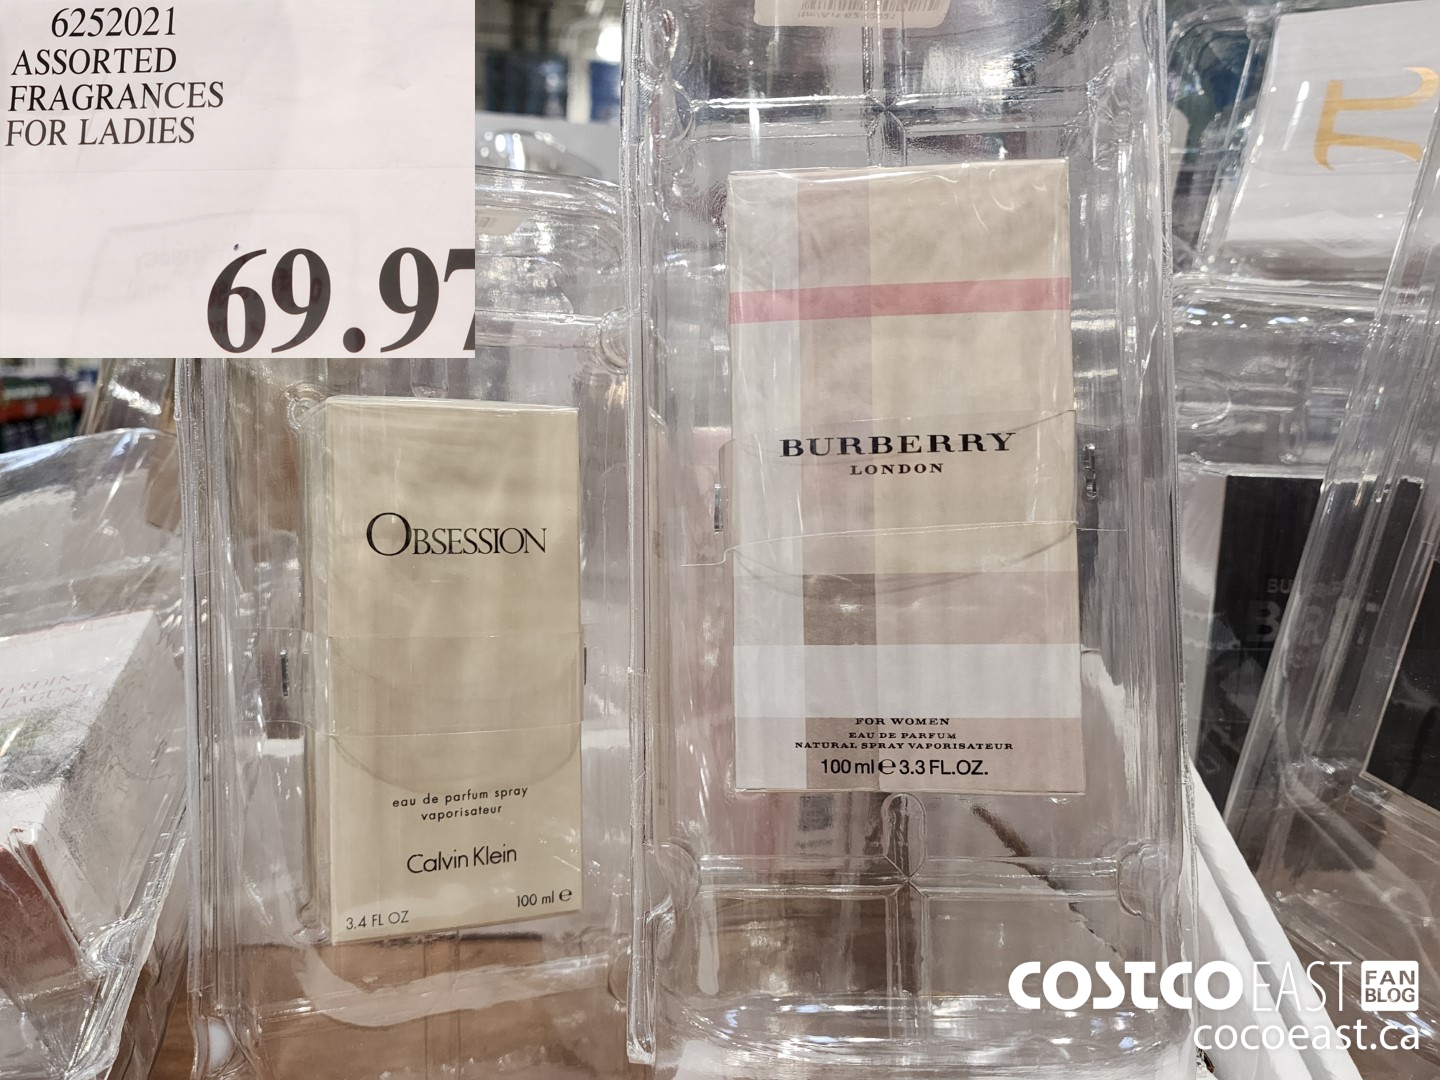 6252021
ASSORTED
FRAGRANCES
FOR LADIES
69.97
OBSESSION
eau de parfum spray
vaporisateur
Calvin Klein
3.4 FL OZ
100 ml e
BURBERRY
LONDON
FOR WOMEN
EAU DE PARFUM
NATURAL SPRAY VAPORISATEUR
100 ml e 3.3 FL.OZ.
COSTCO EAST FAN BLOG
cocoeast.ca